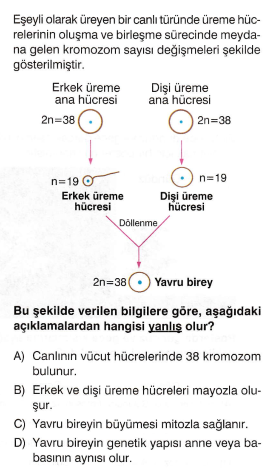 Eşeyli olarak üreyen bir canlı türünde üreme hüc-
relerinin oluşma ve birleşme sürecinde meyda-
na gelen kromozom sayısı değişmeleri şekilde
gösterilmiştir.
Erkek üreme
ana hücresi
Dişi üreme
ana hücresi
2n=38
2n=38
n=19
n=19
Erkek üreme
hücresi
Dişi üreme
hücresi
Döllenme
2n=38
Yavru birey
Bu şekilde verilen bilgilere göre, aşağıdaki
açıklamalardan hangisi yanlış olur?
A) Canlının vücut hücrelerinde 38 kromozom
bulunur.
B) Erkek ve dişi üreme hücreleri mayozla olu-
şur.
C) Yavru bireyin büyümesi mitozla sağlanır.
D) Yavru bireyin genetik yapısı anne veya ba-
basının aynısı olur.